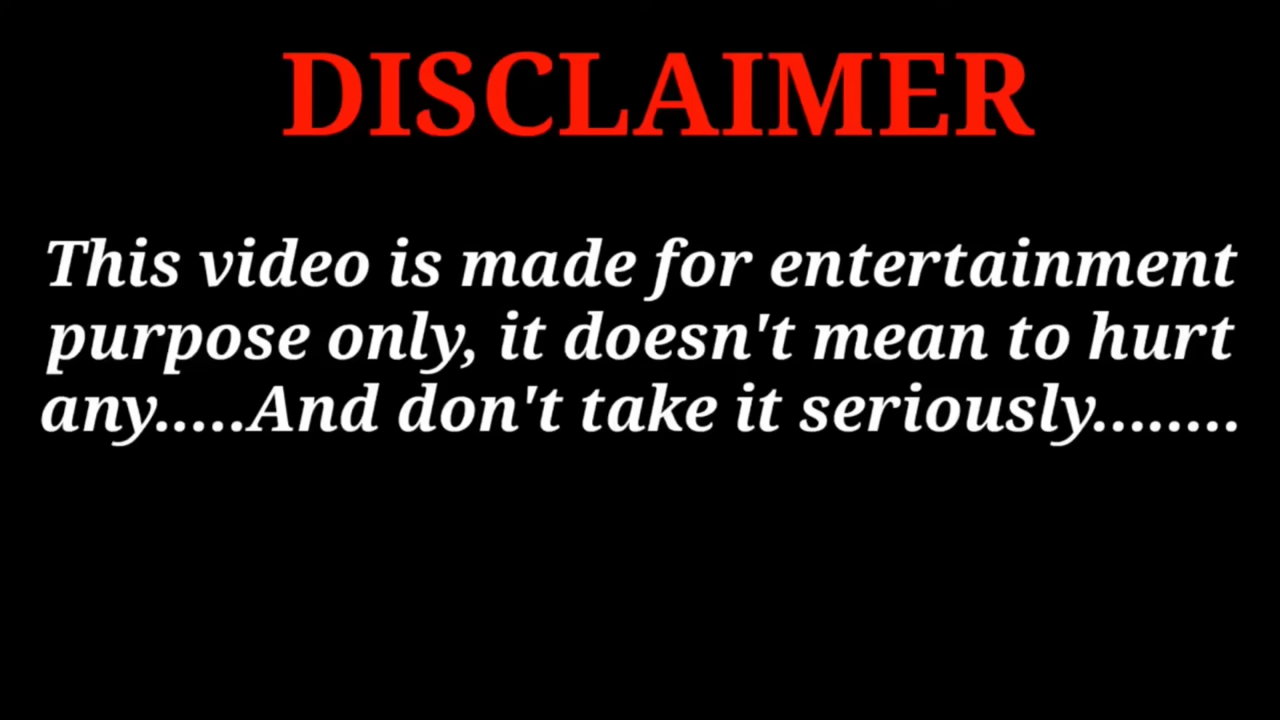 DISCLAIMER
This video is made for entertainment
purpose only, it doesn't mean to hurt
any.....And don't take it seriously........